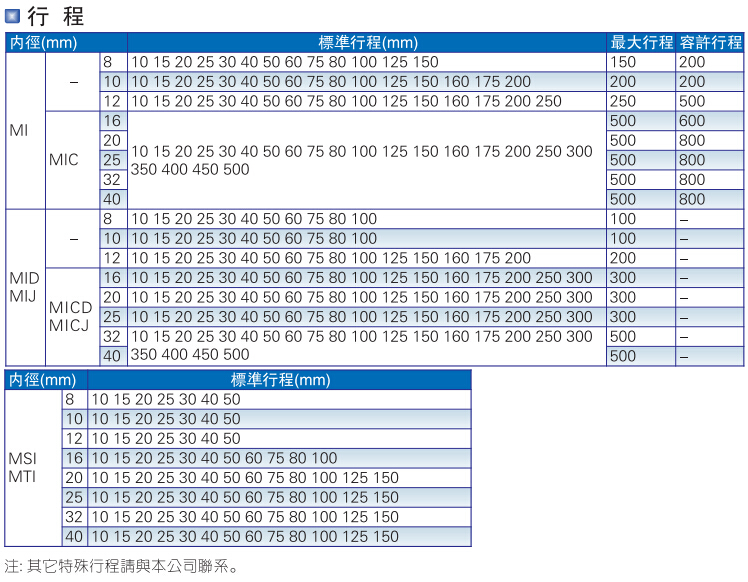 行 程
内徑(mm) 標準行程(mm) 最大行程 容許行程
MI – 8 10 15 20 25 30 40 50 60 75 80 100 125 150 150 200
10 10 15 20 25 30 40 50 60 75 80 100 125 150 160 175 200 200 200
12 10 15 20 25 30 40 50 60 75 80 100 125 150 160 175 200 250 250 500
MIC 16 10 15 20 25 30 40 50 60 75 80 100 125 150 160 175 200 250 300 500 600
350 400 450 500
20 500 800
25 500 800
32 500 800
40 500 800
MID – 8 10 15 20 25 30 40 50 60 75 80 100 100 –
MIJ
10 10 15 20 25 30 40 50 60 75 80 100 100 –
12 10 15 20 25 30 40 50 60 75 80 100 125 150 160 175 200 200 –
MICD 16 10 15 20 25 30 40 50 60 75 80 100 125 150 160 175 200 250 300 300 –
MICJ
20 10 15 20 25 30 40 50 60 75 80 100 125 150 160 175 200 250 300 300 –
25 10 15 20 25 30 40 50 60 75 80 100 125 150 160 175 200 250 300 300 –
32 10 15 20 25 30 40 50 60 75 80 100 125 150 160 175 200 250 300 500 –
40 350 400 450 500 500 –
内徑(mm) 標準行程(mm)
MSI 8 10 15 20 25 30 40 50
MTI
10 10 15 20 25 30 40 50
12 10 15 20 25 30 40 50
16 10 15 20 25 30 40 50 60 75 80 100
20 10 15 20 25 30 40 50 60 75 80 100 125 150
25 10 15 20 25 30 40 50 60 75 80 100 125 150
32 10 15 20 25 30 40 50 60 75 80 100 125 150
40 10 15 20 25 30 40 50 60 75 80 100 125 150
注: 其它特殊行程請與本公司聯系。